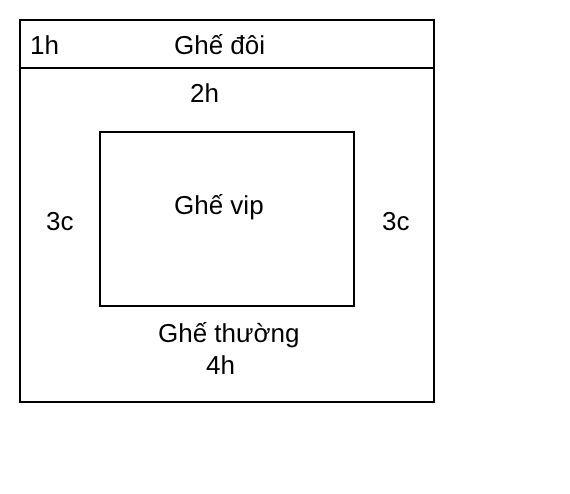 1h Ghế đôi
2h
Ghế vip
3c 3c
Ghế thường
4h